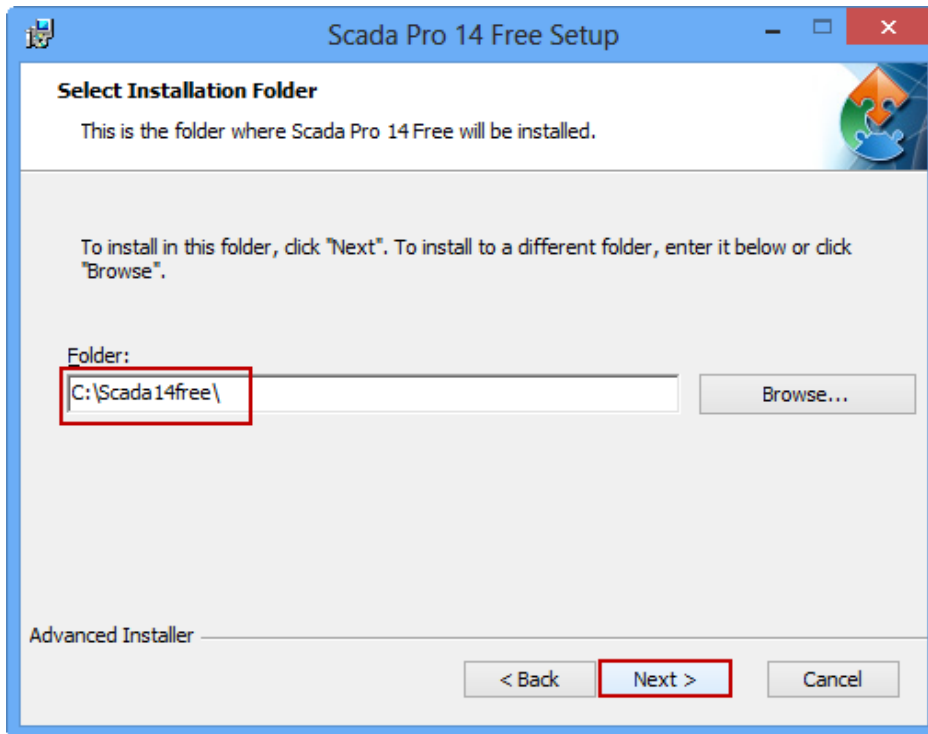 Scada Pro 14 Free Setup
Select Installation Folder
This is the folder where Scada Pro 14 Free will be installed.
To install in this folder, click "Next". To install to a different folder, enter it below or click
"Browse".
Folder:
C:\Scada14free\
Browse...
Advanced Installer
< Back
Next >
Cancel